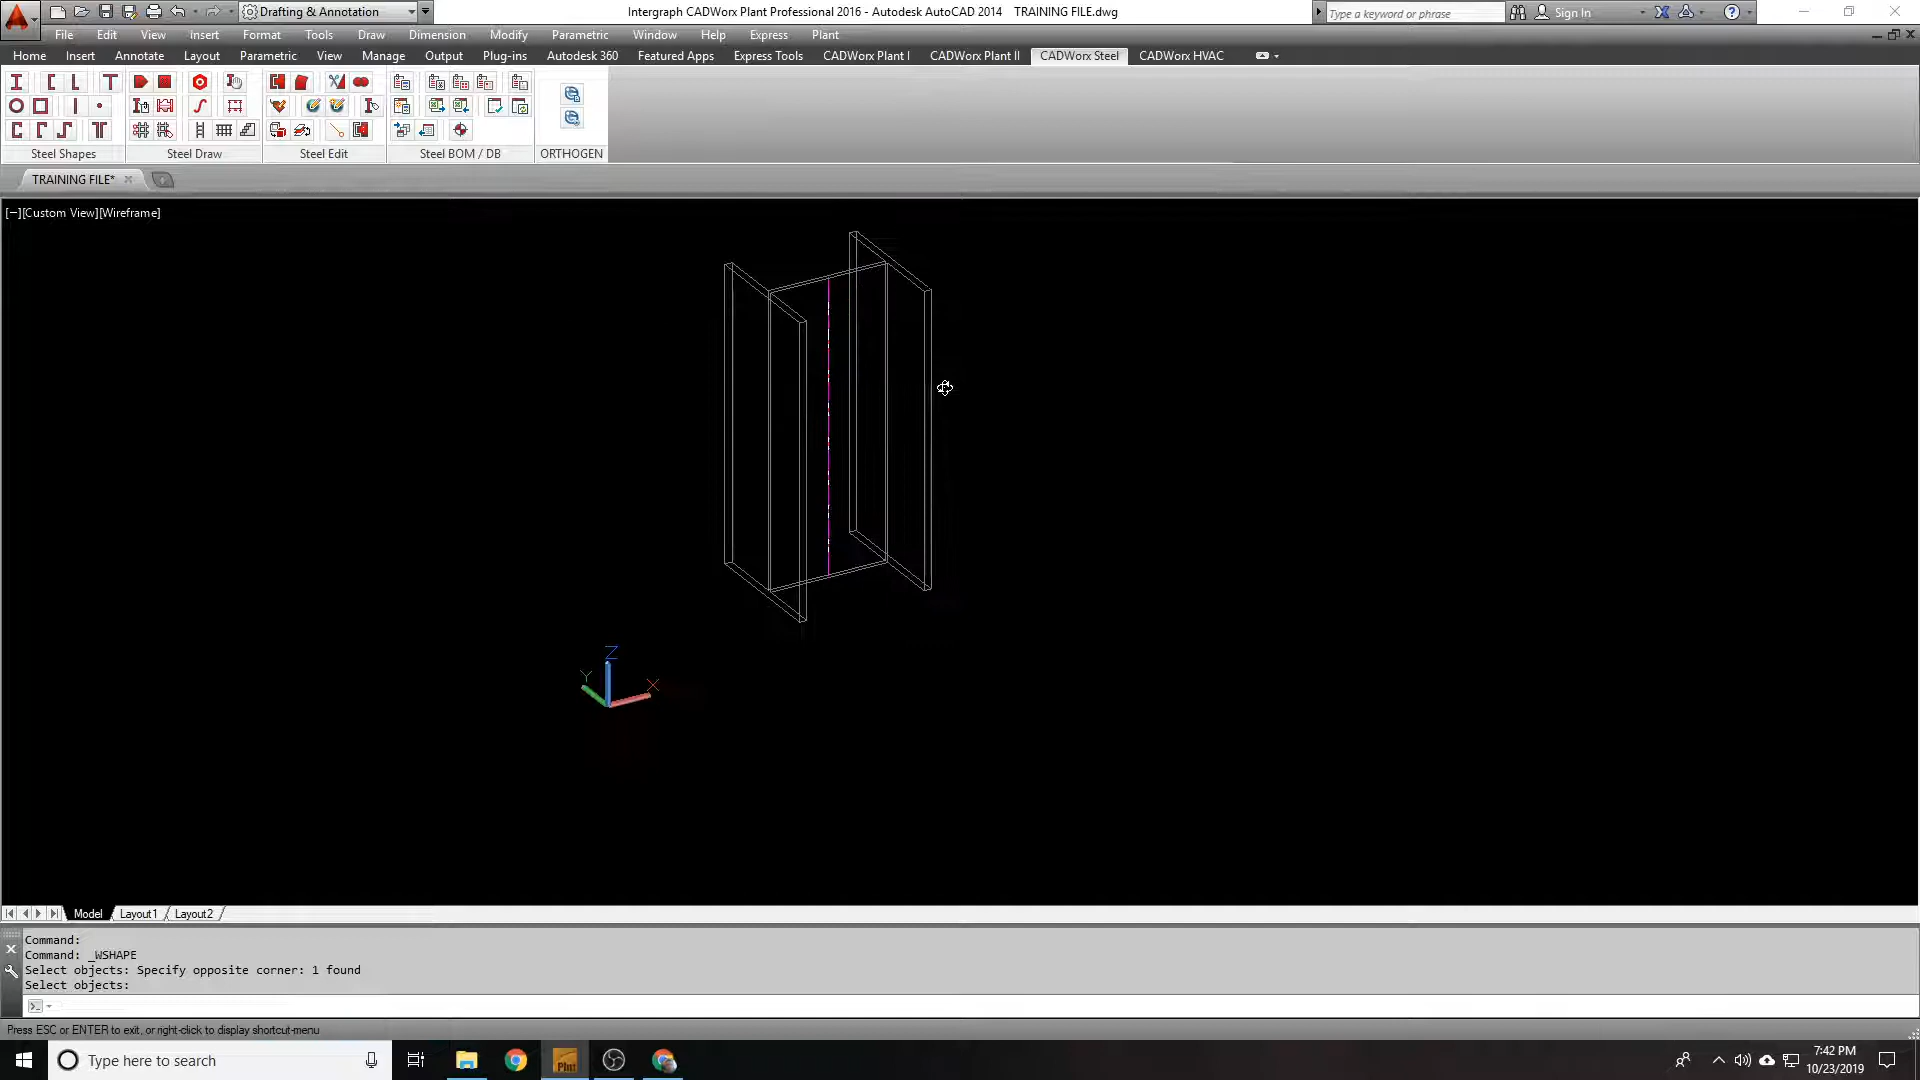 Drafting & Annotation
Intergraph CADWorx Plant Professional 2016 - Autodesk AutoCAD 2014 TRAINING FILE.dwg
Type a keyword or phrase
Sign In
File Edit View Insert Format Tools Draw Dimension Modify Parametric Window Help Express Plant
Home Insert Annotate Layout Parametric View Manage Output Plug-ins Autodesk 360 Featured Apps Express Tools CADWorx Plant I CADWorx Plant II CADWorx Steel CADWorx HVAC
Steel Shapes Steel Draw Steel Edit Steel BOM / DB ORTHOGEN
TRAINING FILE*
[−][Custom View][Wireframe]
Z
Y X
Model Layout1 Layout2
Command:
Command: _WSHAPE
Select objects: Specify opposite corner: 1 found
Select objects:
Press ESC or ENTER to exit, or right-click to display shortcut-menu
Type here to search
Plnt
7:42 PM
10/23/2019